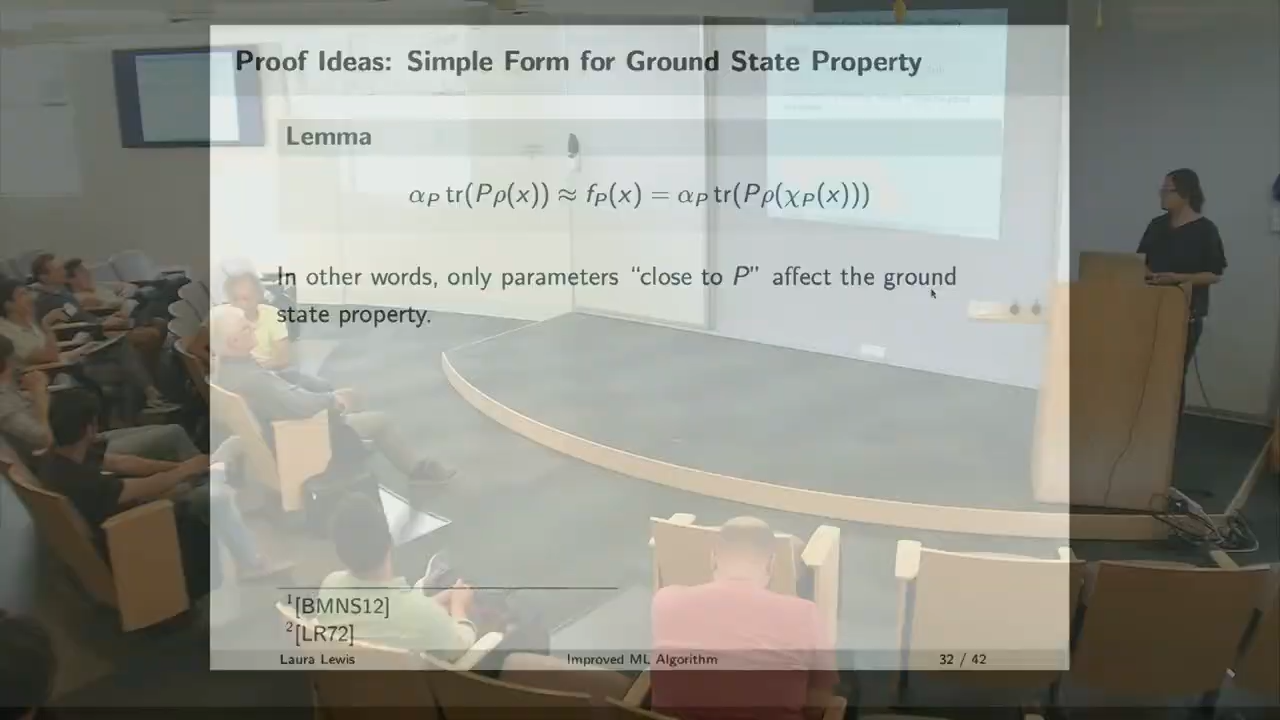 Proof Ideas: Simple Form for Ground State Property
Lemma
α_P tr(Pρ(x)) ≈ f_P(x) = α_P tr(Pρ(χ_P(x)))
In other words, only parameters “close to P” affect the ground
state property.
1[BMNS12]
2[LR72]
Laura Lewis Improved ML Algorithm 32 / 42